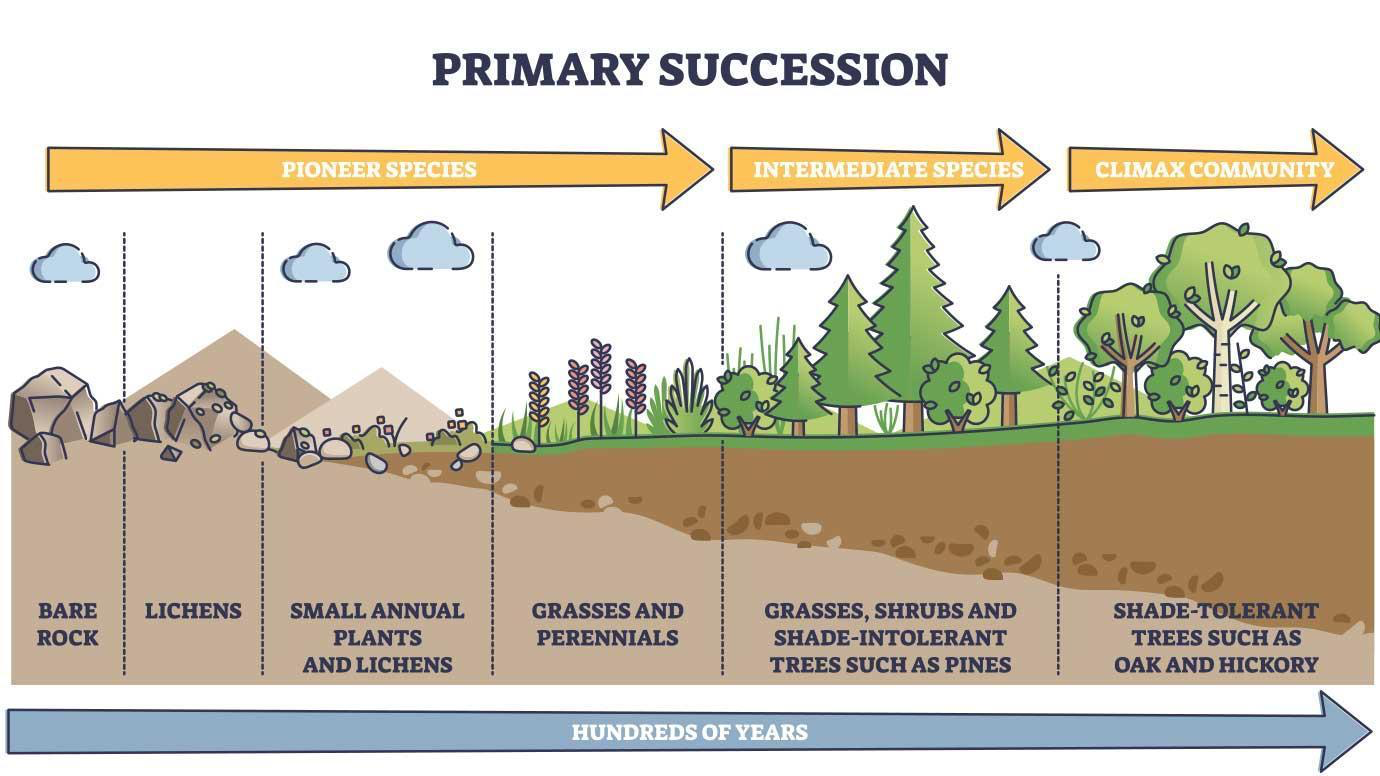 PRIMARY SUCCESSION
PIONEER SPECIES
INTERMEDIATE SPECIES
CLIMAX COMMUNITY
BARE
ROCK
LICHENS
SMALL ANNUAL
PLANTS
AND LICHENS
GRASSES AND
PERENNIALS
GRASSES, SHRUBS AND
SHADE-INTOLERANT
TREES SUCH AS PINES
SHADE-TOLERANT
TREES SUCH AS
OAK AND HICKORY
HUNDREDS OF YEARS